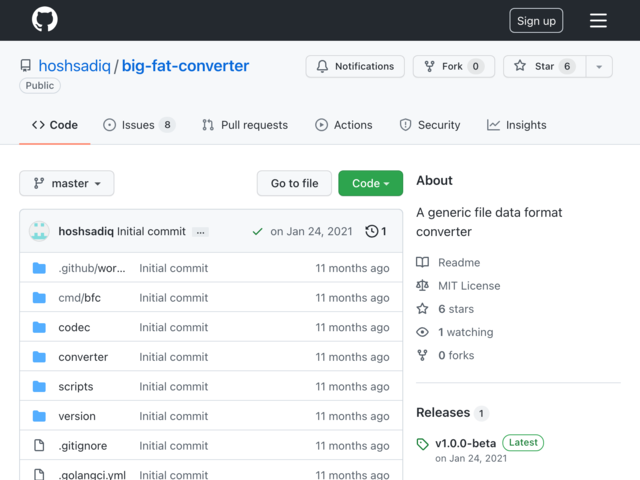 Sign up
hoshsadiq / big-fat-converter
Public
Notifications
Fork 0
Star 6
Code
Issues 8
Pull requests
Actions
Security
Insights
master
Go to file
Code
hoshsadiq Initial commit ... on Jan 24, 2021 1
.github/wor... Initial commit 11 months ago
cmd/bfc Initial commit 11 months ago
codec Initial commit 11 months ago
converter Initial commit 11 months ago
scripts Initial commit 11 months ago
version Initial commit 11 months ago
.gitignore Initial commit 11 months ago
.golangci.yml Initial commit 11 months ago
About
A generic file data format
converter
Readme
MIT License
6 stars
1 watching
0 forks
Releases 1
v1.0.0-beta Latest
on Jan 24, 2021